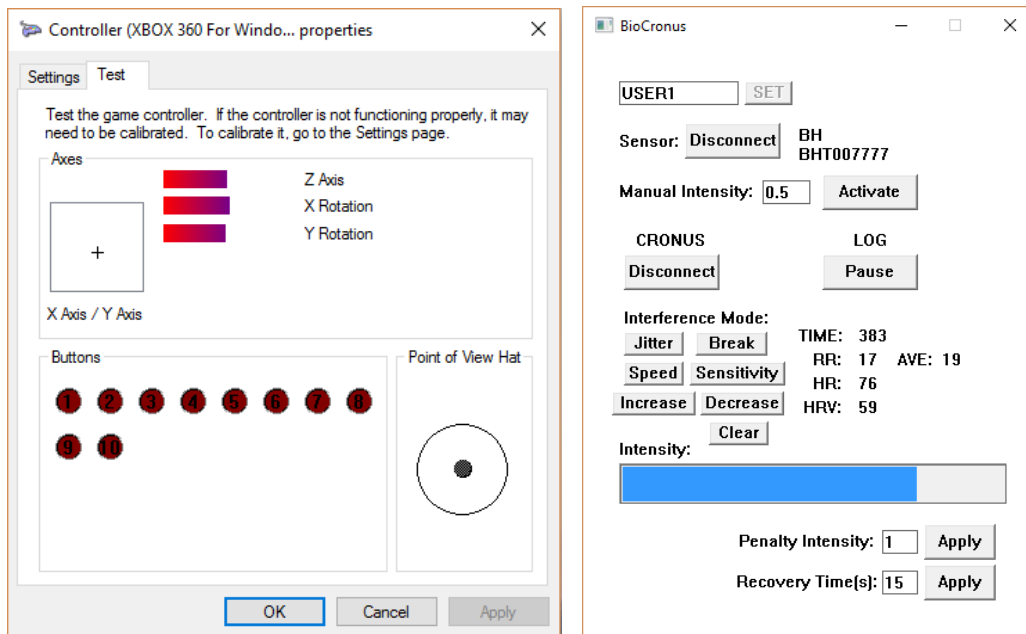 Controller (XBOX 360 For Windo... properties
Settings
Test
Test the game controller. If the controller is not functioning properly, it may
need to be calibrated. To calibrate it, go to the Settings page.
Axes
Z Axis
X Rotation
Y Rotation
X Axis / Y Axis
Buttons
1 2 3 4 5 6 7 8
9 10
Point of View Hat
OK Cancel Apply
BioCronus
USER1 SET
Sensor: Disconnect BH
BHT007777
Manual Intensity: 0.5 Activate
CRONUS LOG
Disconnect Pause
Interference Mode:
Jitter Break TIME: 383
Speed Sensitivity RR: 17 AVE: 19
HR: 76
Increase Decrease HRV: 59
Clear
Intensity:
Penalty Intensity: 1 Apply
Recovery Time(s): 15 Apply